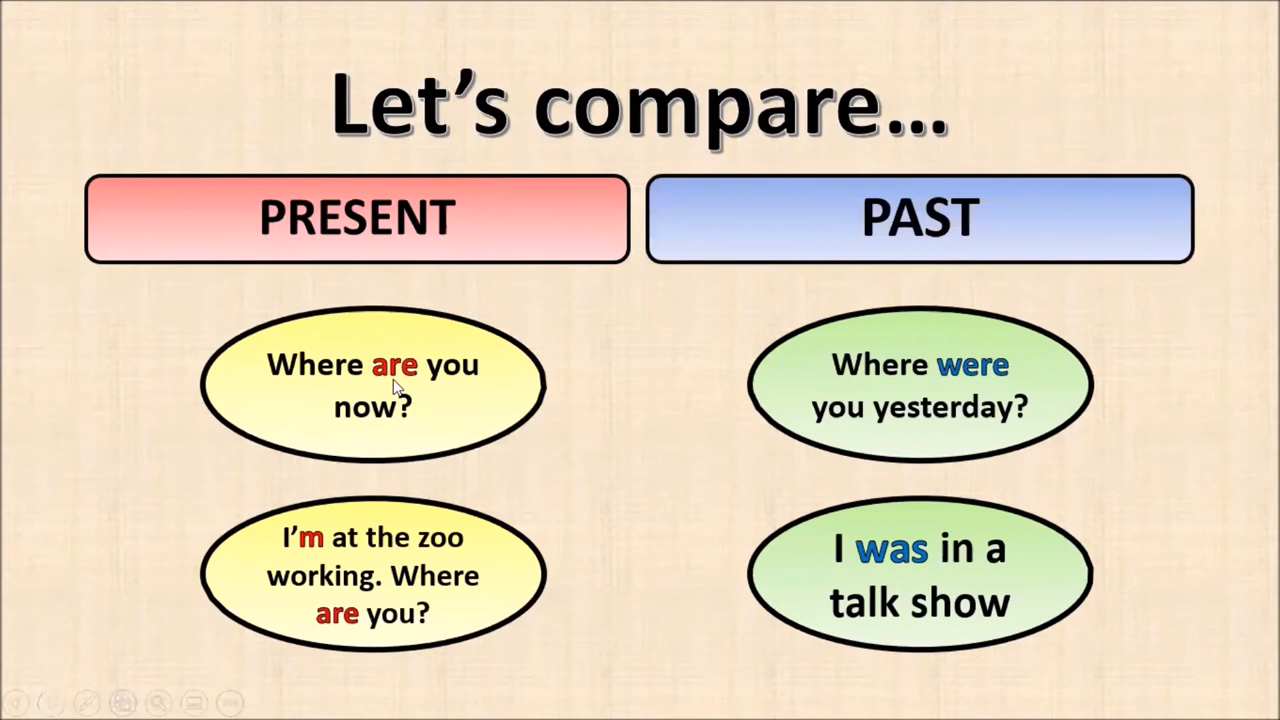 Let’s compare...
PRESENT
PAST
Where are you
now?
Where were
you yesterday?
I’m at the zoo
working. Where
are you?
I was in a
talk show